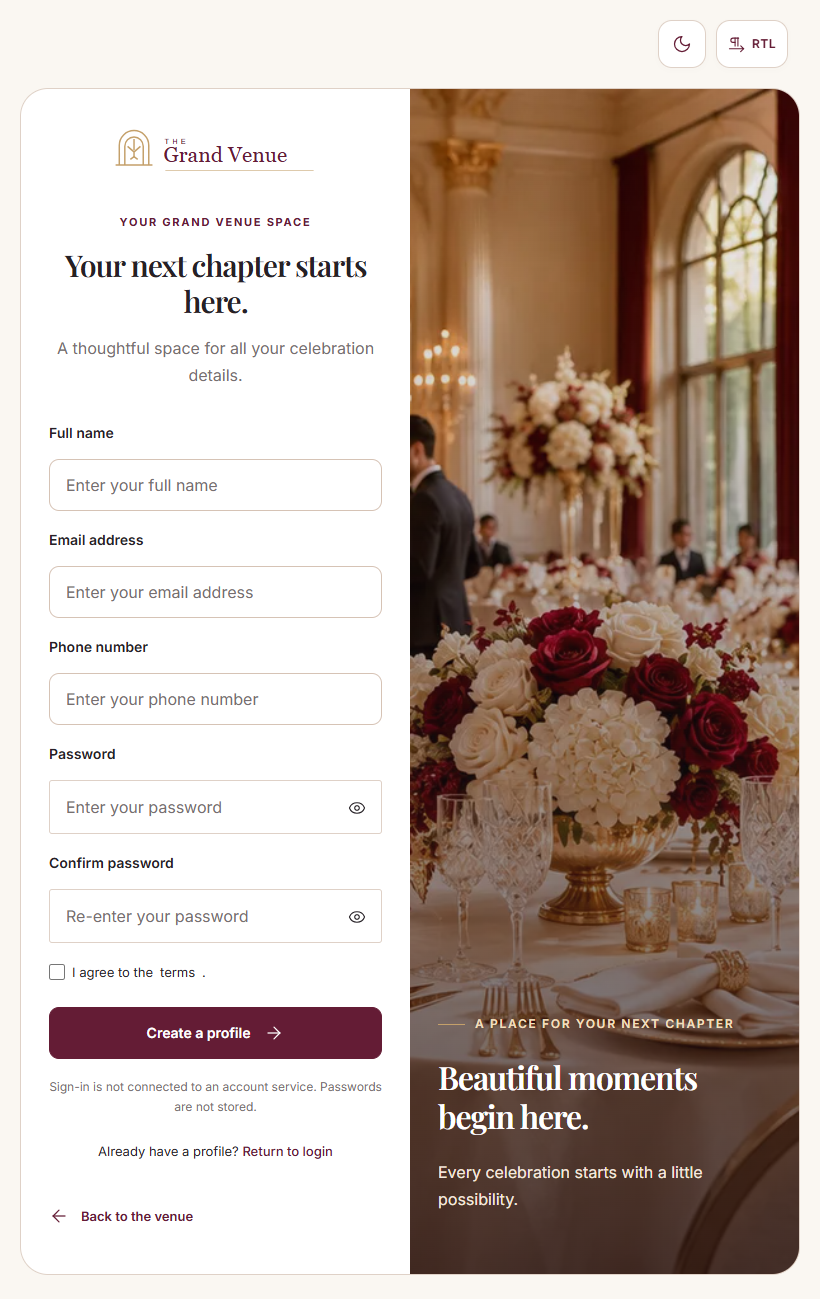 RTL
THE
Grand Venue
YOUR GRAND VENUE SPACE
Your next chapter starts
here.
A thoughtful space for all your celebration
details.
Full name
Enter your full name
Email address
Enter your email address
Phone number
Enter your phone number
Password
Enter your password
Confirm password
Re-enter your password
I agree to the terms .
Create a profile
Sign-in is not connected to an account service. Passwords
are not stored.
Already have a profile? Return to login
Back to the venue
A PLACE FOR YOUR NEXT CHAPTER
Beautiful moments
begin here.
Every celebration starts with a little
possibility.